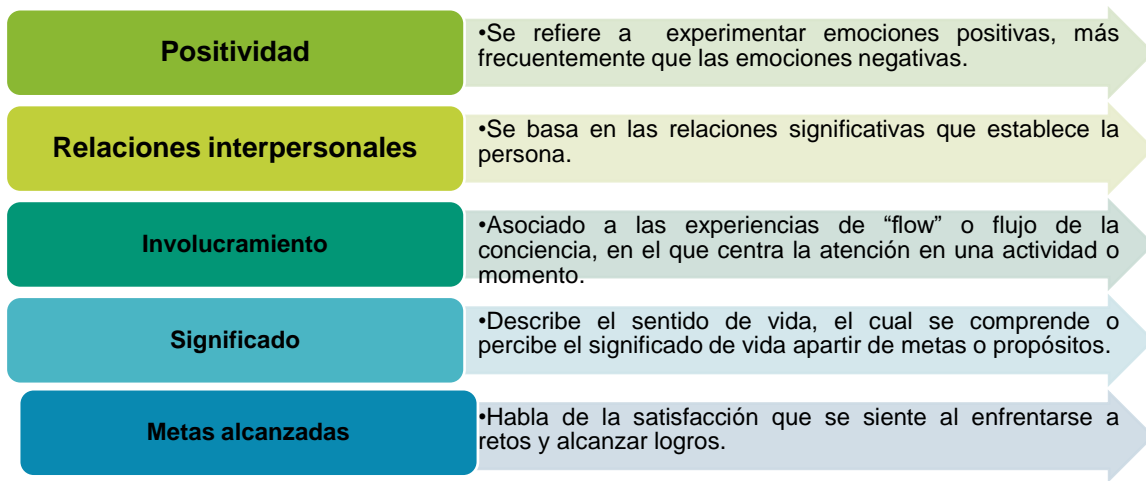 Positividad
•Se refiere a experimentar emociones positivas, más
frecuentemente que las emociones negativas.
Relaciones interpersonales
•Se basa en las relaciones significativas que establece la
persona.
Involucramiento
•Asociado a las experiencias de “flow” o flujo de la
conciencia, en el que centra la atención en una actividad o
momento.
Significado
•Describe el sentido de vida, el cual se comprende o
percibe el significado de vida apartir de metas o propósitos.
Metas alcanzadas
•Habla de la satisfacción que se siente al enfrentarse a
retos y alcanzar logros.